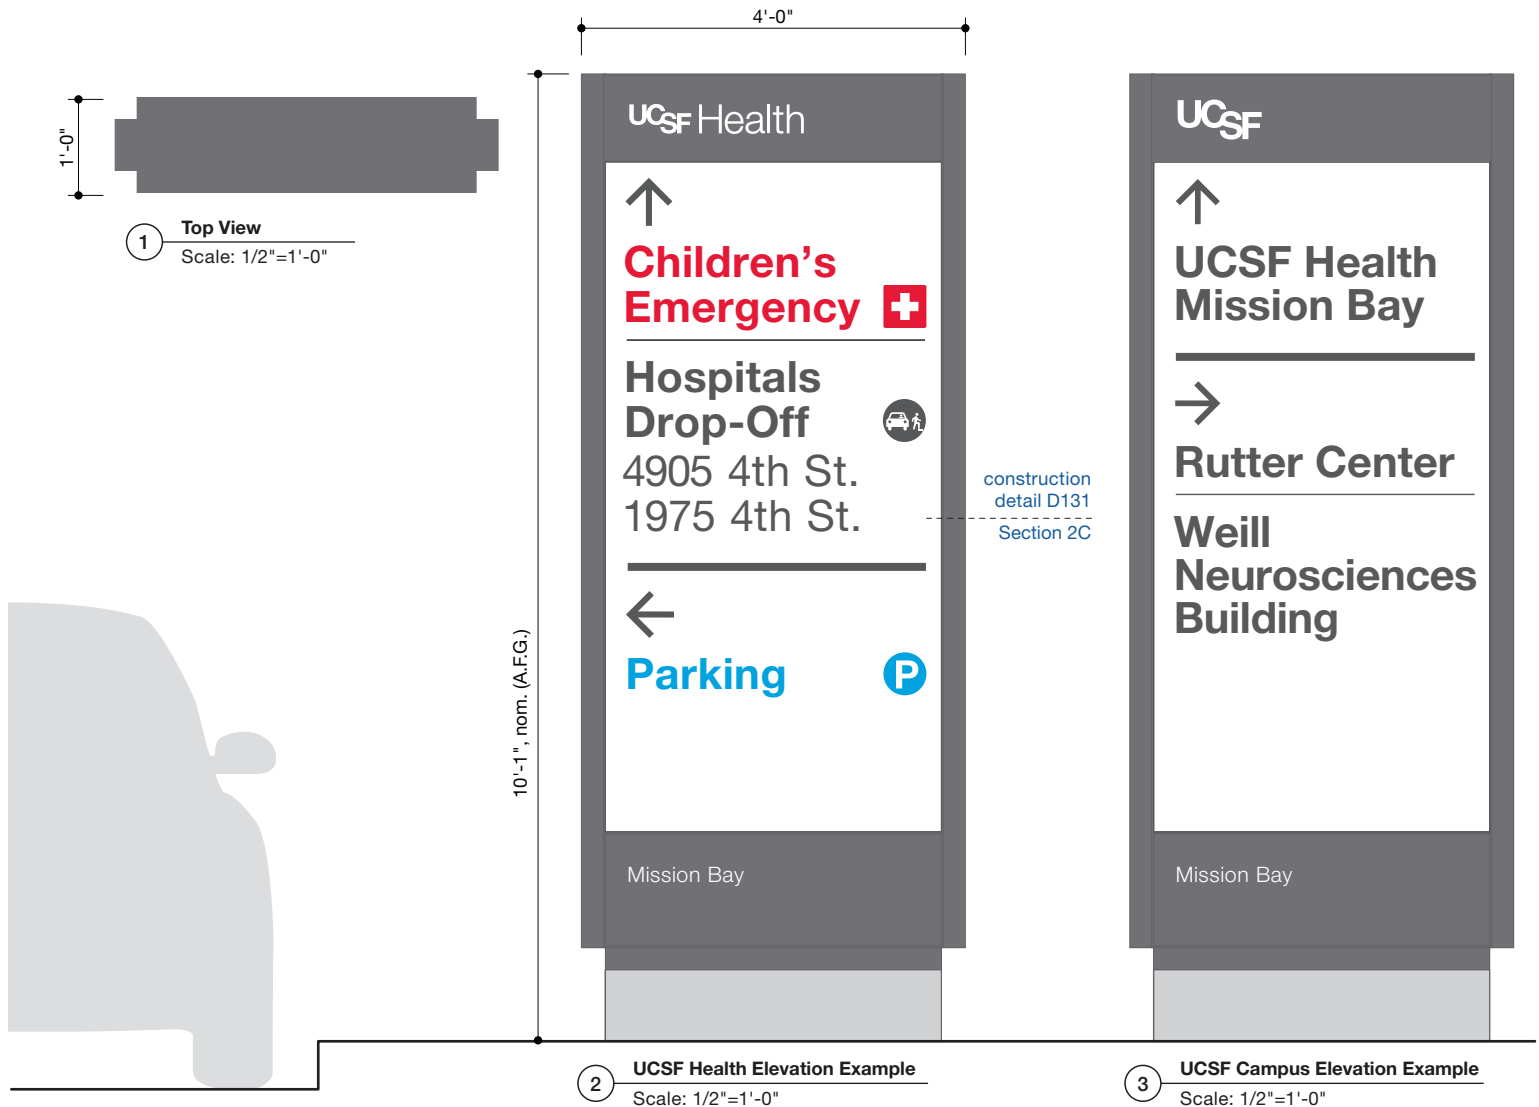 4'-0"
1'-0"
1
Top View
Scale: 1/2"=1'-0"
10'-1", nom. (A.F.G.)
UCSF Health
Children's
Emergency
Hospitals
Drop-Off
4905 4th St.
1975 4th St.
Parking
P
Mission Bay
construction
detail D131
Section 2C
2
UCSF Health Elevation Example
Scale: 1/2"=1'-0"
UCSF
UCSF Health
Mission Bay
Rutter Center
Weill
Neurosciences
Building
Mission Bay
3
UCSF Campus Elevation Example
Scale: 1/2"=1'-0"